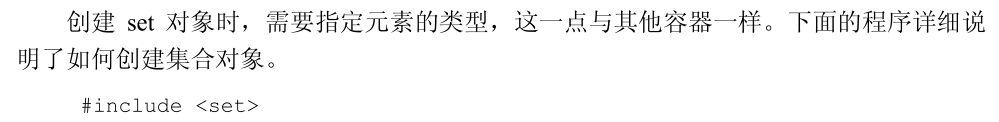 创建 set 对象时，需要指定元素的类型，这一点与其他容器一样。下面的程序详细说
明了如何创建集合对象。
#include <set>